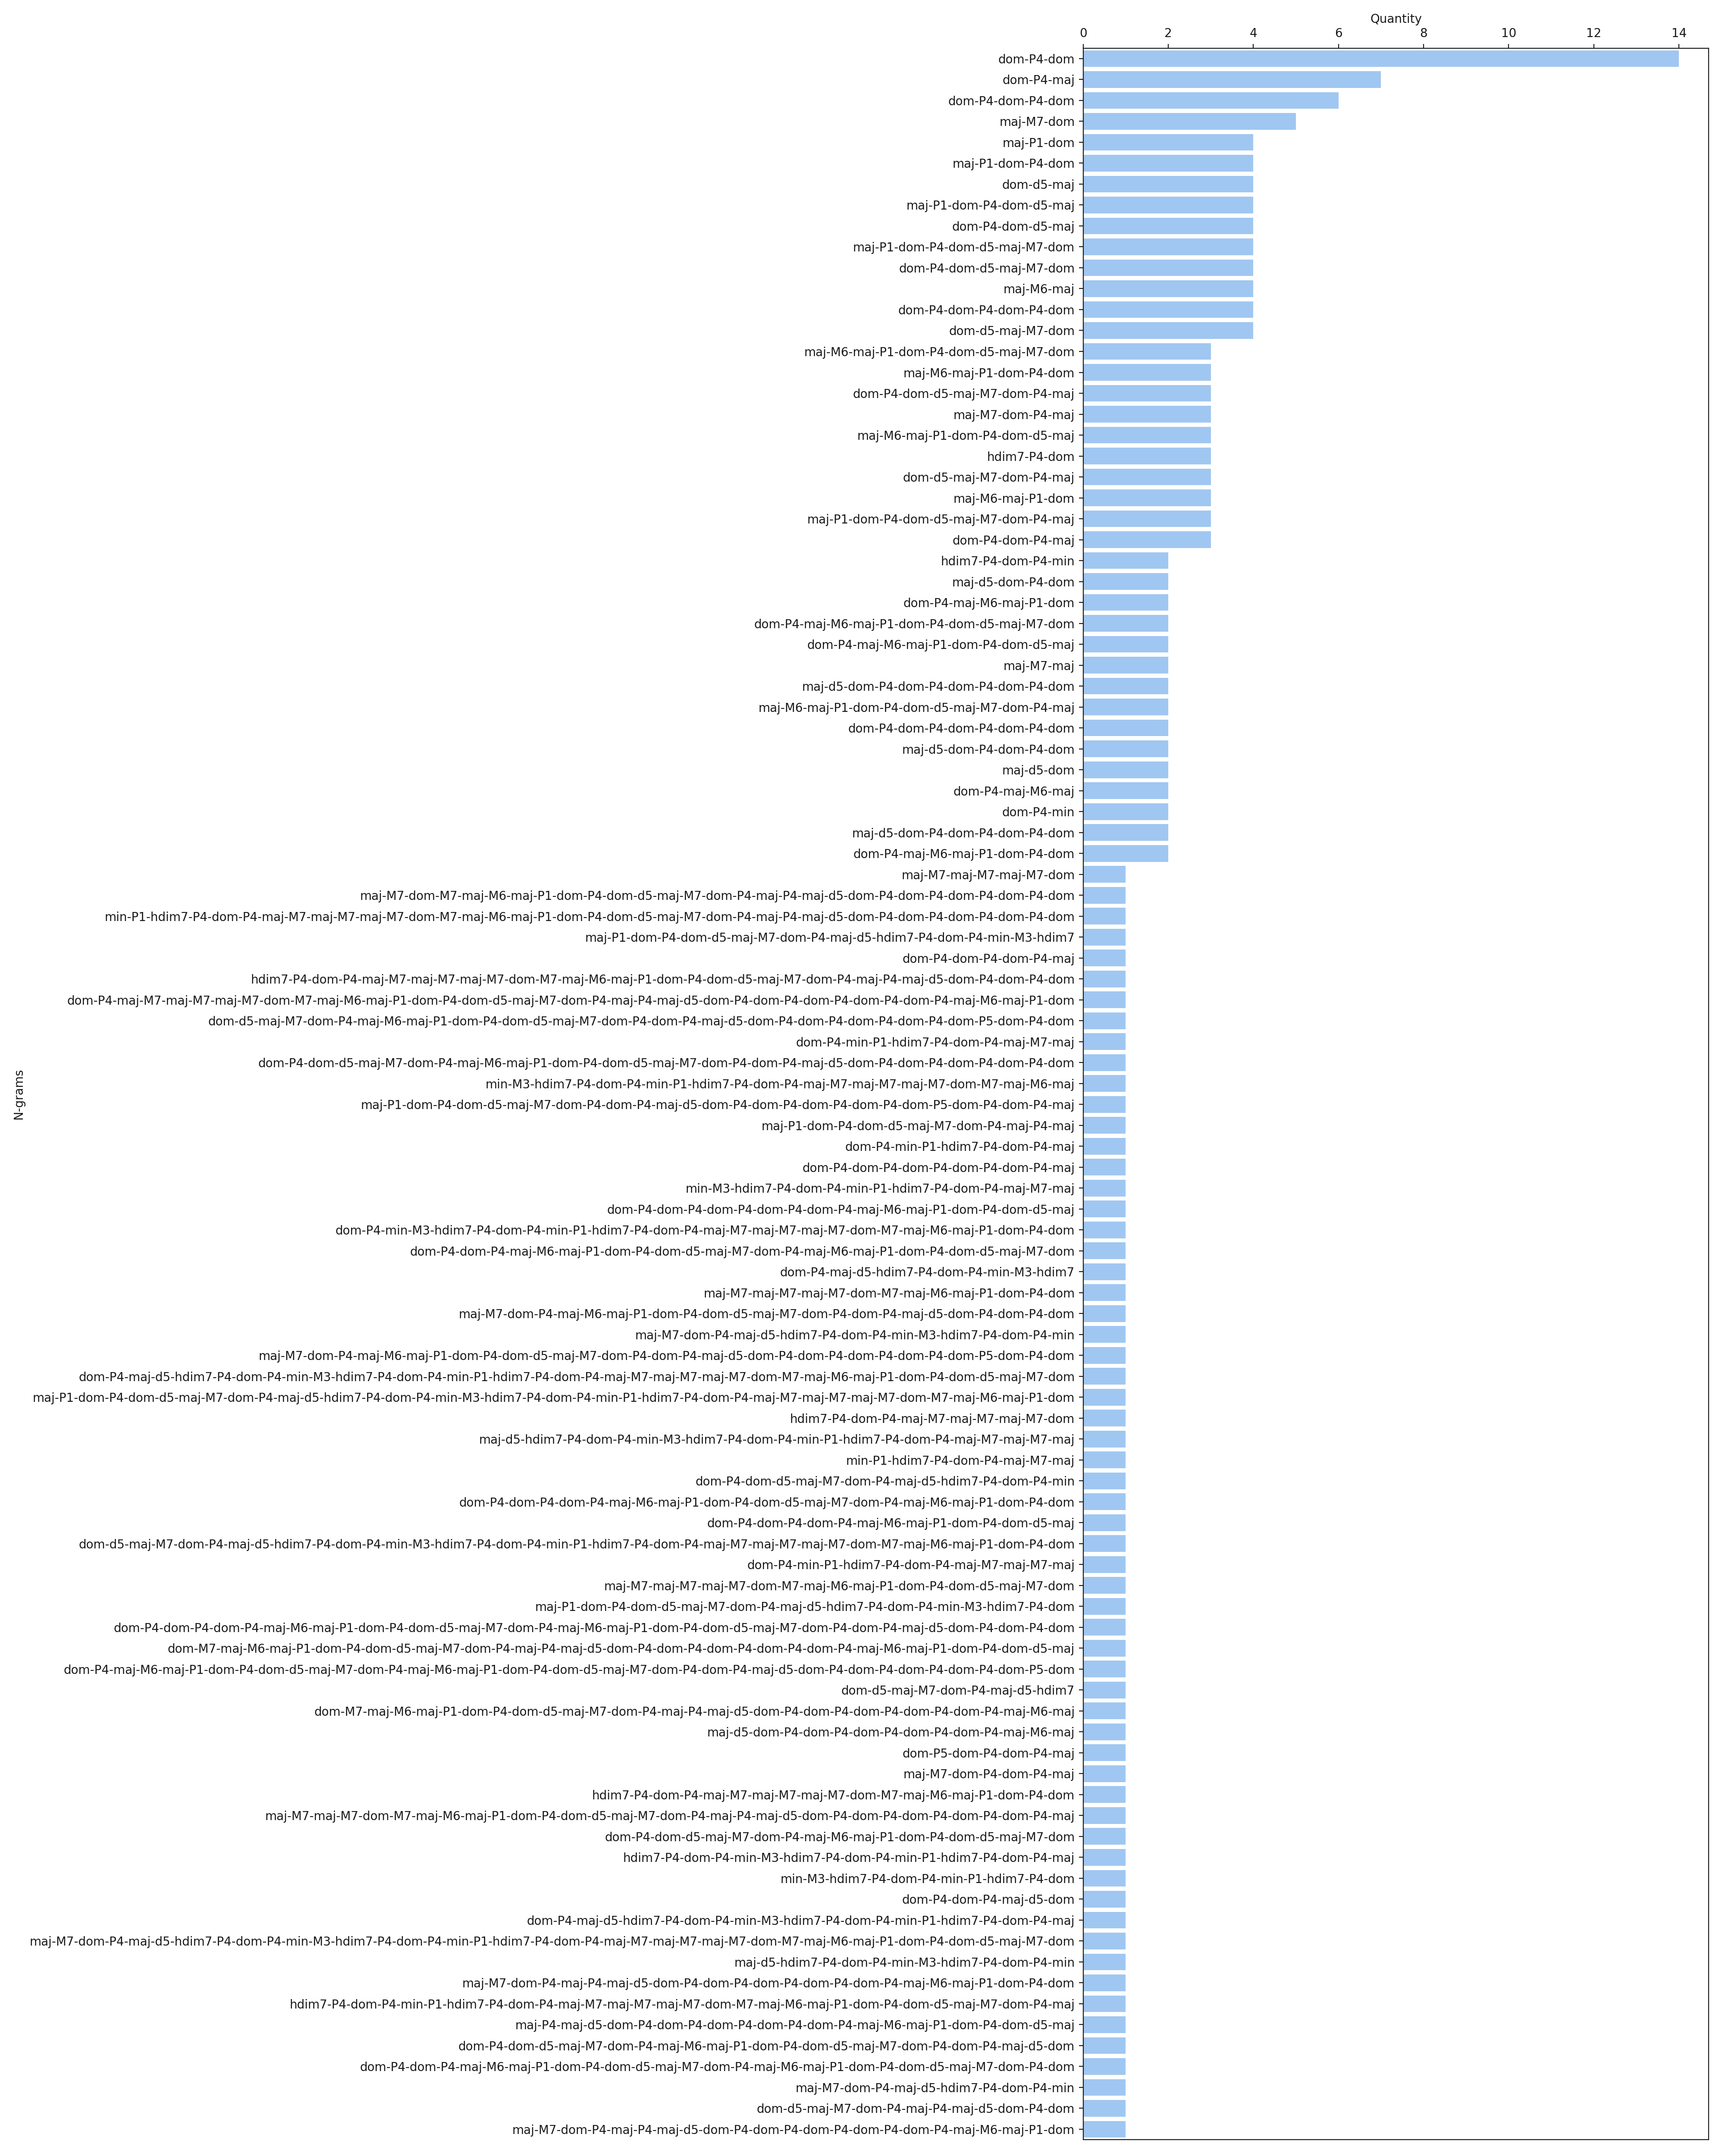 Quantity
0 2 4 6 8 10 12 14
dom-P4-dom
dom-P4-maj
dom-P4-dom-P4-dom
maj-M7-dom
maj-P1-dom
maj-P1-dom-P4-dom
dom-d5-maj
maj-P1-dom-P4-dom-d5-maj
dom-P4-dom-d5-maj
maj-P1-dom-P4-dom-d5-maj-M7-dom
dom-P4-dom-d5-maj-M7-dom
maj-M6-maj
dom-P4-dom-P4-dom-P4-dom
dom-d5-maj-M7-dom
maj-M6-maj-P1-dom-P4-dom-d5-maj-M7-dom
maj-M6-maj-P1-dom-P4-dom
dom-P4-dom-d5-maj-M7-dom-P4-maj
maj-M7-dom-P4-maj
maj-M6-maj-P1-dom-P4-dom-d5-maj
hdim7-P4-dom
dom-d5-maj-M7-dom-P4-maj
maj-M6-maj-P1-dom
maj-P1-dom-P4-dom-d5-maj-M7-dom-P4-maj
dom-P4-dom-P4-maj
hdim7-P4-dom-P4-min
maj-d5-dom-P4-dom
dom-P4-maj-M6-maj-P1-dom
dom-P4-maj-M6-maj-P1-dom-P4-dom-d5-maj-M7-dom
dom-P4-maj-M6-maj-P1-dom-P4-dom-d5-maj
maj-M7-maj
maj-d5-dom-P4-dom-P4-dom-P4-dom-P4-dom
maj-M6-maj-P1-dom-P4-dom-d5-maj-M7-dom-P4-maj
dom-P4-dom-P4-dom-P4-dom-P4-dom
maj-d5-dom-P4-dom-P4-dom
maj-d5-dom
dom-P4-maj-M6-maj
dom-P4-min
maj-d5-dom-P4-dom-P4-dom-P4-dom
dom-P4-maj-M6-maj-P1-dom-P4-dom
maj-M7-maj-M7-maj-M7-dom
maj-M7-dom-M7-maj-M6-maj-P1-dom-P4-dom-d5-maj-M7-dom-P4-maj-P4-maj-d5-dom-P4-dom-P4-dom-P4-dom-P4-dom
min-P1-hdim7-P4-dom-P4-maj-M7-maj-M7-maj-M7-dom-M7-maj-M6-maj-P1-dom-P4-dom-d5-maj-M7-dom-P4-maj-P4-maj-d5-dom-P4-dom-P4-dom-P4-dom-P4-dom
maj-P1-dom-P4-dom-d5-maj-M7-dom-P4-maj-d5-hdim7-P4-dom-P4-min-M3-hdim7
dom-P4-dom-P4-dom-P4-maj
hdim7-P4-dom-P4-maj-M7-maj-M7-maj-M7-dom-M7-maj-M6-maj-P1-dom-P4-dom-d5-maj-M7-dom-P4-maj-P4-maj-d5-dom-P4-dom-P4-dom
dom-P4-maj-M7-maj-M7-maj-M7-dom-M7-maj-M6-maj-P1-dom-P4-dom-d5-maj-M7-dom-P4-maj-P4-maj-d5-dom-P4-dom-P4-dom-P4-dom-P4-dom-P4-maj-M6-maj-P1-dom
dom-d5-maj-M7-dom-P4-maj-M6-maj-P1-dom-P4-dom-d5-maj-M7-dom-P4-dom-P4-maj-d5-dom-P4-dom-P4-dom-P4-dom-P4-dom-P5-dom-P4-dom
dom-P4-min-P1-hdim7-P4-dom-P4-maj-M7-maj
dom-P4-dom-d5-maj-M7-dom-P4-maj-M6-maj-P1-dom-P4-dom-d5-maj-M7-dom-P4-dom-P4-maj-d5-dom-P4-dom-P4-dom-P4-dom-P4-dom
min-M3-hdim7-P4-dom-P4-min-P1-hdim7-P4-dom-P4-maj-M7-maj-M7-maj-M7-dom-M7-maj-M6-maj
N-grams
maj-P1-dom-P4-dom-d5-maj-M7-dom-P4-dom-P4-maj-d5-dom-P4-dom-P4-dom-P4-dom-P4-dom-P5-dom-P4-dom-P4-maj
maj-P1-dom-P4-dom-d5-maj-M7-dom-P4-maj-P4-maj
dom-P4-min-P1-hdim7-P4-dom-P4-maj
dom-P4-dom-P4-dom-P4-dom-P4-dom-P4-maj
min-M3-hdim7-P4-dom-P4-min-P1-hdim7-P4-dom-P4-maj-M7-maj
dom-P4-dom-P4-dom-P4-dom-P4-dom-P4-maj-M6-maj-P1-dom-P4-dom-d5-maj
dom-P4-min-M3-hdim7-P4-dom-P4-min-P1-hdim7-P4-dom-P4-maj-M7-maj-M7-maj-M7-dom-M7-maj-M6-maj-P1-dom-P4-dom
dom-P4-dom-P4-maj-M6-maj-P1-dom-P4-dom-d5-maj-M7-dom-P4-maj-M6-maj-P1-dom-P4-dom-d5-maj-M7-dom
dom-P4-maj-d5-hdim7-P4-dom-P4-min-M3-hdim7
maj-M7-maj-M7-maj-M7-dom-M7-maj-M6-maj-P1-dom-P4-dom
maj-M7-dom-P4-maj-M6-maj-P1-dom-P4-dom-d5-maj-M7-dom-P4-dom-P4-maj-d5-dom-P4-dom-P4-dom
maj-M7-dom-P4-maj-d5-hdim7-P4-dom-P4-min-M3-hdim7-P4-dom-P4-min
maj-M7-dom-P4-maj-M6-maj-P1-dom-P4-dom-d5-maj-M7-dom-P4-dom-P4-maj-d5-dom-P4-dom-P4-dom-P4-dom-P4-dom-P5-dom-P4-dom
dom-P4-maj-d5-hdim7-P4-dom-P4-min-M3-hdim7-P4-dom-P4-min-P1-hdim7-P4-dom-P4-maj-M7-maj-M7-maj-M7-dom-M7-maj-M6-maj-P1-dom-P4-dom-d5-maj-M7-dom
maj-P1-dom-P4-dom-d5-maj-M7-dom-P4-maj-d5-hdim7-P4-dom-P4-min-M3-hdim7-P4-dom-P4-min-P1-hdim7-P4-dom-P4-maj-M7-maj-M7-maj-M7-dom-M7-maj-M6-maj-P1-dom
hdim7-P4-dom-P4-maj-M7-maj-M7-maj-M7-dom
maj-d5-hdim7-P4-dom-P4-min-M3-hdim7-P4-dom-P4-min-P1-hdim7-P4-dom-P4-maj-M7-maj-M7-maj
min-P1-hdim7-P4-dom-P4-maj-M7-maj
dom-P4-dom-d5-maj-M7-dom-P4-maj-d5-hdim7-P4-dom-P4-min
dom-P4-dom-P4-dom-P4-maj-M6-maj-P1-dom-P4-dom-d5-maj-M7-dom-P4-maj-M6-maj-P1-dom-P4-dom
dom-P4-dom-P4-dom-P4-maj-M6-maj-P1-dom-P4-dom-d5-maj
dom-d5-maj-M7-dom-P4-maj-d5-hdim7-P4-dom-P4-min-M3-hdim7-P4-dom-P4-min-P1-hdim7-P4-dom-P4-maj-M7-maj-M7-maj-M7-dom-M7-maj-M6-maj-P1-dom-P4-dom
dom-P4-min-P1-hdim7-P4-dom-P4-maj-M7-maj-M7-maj
maj-M7-maj-M7-maj-M7-dom-M7-maj-M6-maj-P1-dom-P4-dom-d5-maj-M7-dom
maj-P1-dom-P4-dom-d5-maj-M7-dom-P4-maj-d5-hdim7-P4-dom-P4-min-M3-hdim7-P4-dom
dom-P4-dom-P4-dom-P4-maj-M6-maj-P1-dom-P4-dom-d5-maj-M7-dom-P4-maj-M6-maj-P1-dom-P4-dom-d5-maj-M7-dom-P4-dom-P4-maj-d5-dom-P4-dom-P4-dom
dom-M7-maj-M6-maj-P1-dom-P4-dom-d5-maj-M7-dom-P4-maj-P4-maj-d5-dom-P4-dom-P4-dom-P4-dom-P4-dom-P4-maj-M6-maj-P1-dom-P4-dom-d5-maj
dom-P4-maj-M6-maj-P1-dom-P4-dom-d5-maj-M7-dom-P4-maj-M6-maj-P1-dom-P4-dom-d5-maj-M7-dom-P4-dom-P4-maj-d5-dom-P4-dom-P4-dom-P4-dom-P4-dom-P5-dom
dom-d5-maj-M7-dom-P4-maj-d5-hdim7
dom-M7-maj-M6-maj-P1-dom-P4-dom-d5-maj-M7-dom-P4-maj-P4-maj-d5-dom-P4-dom-P4-dom-P4-dom-P4-dom-P4-maj-M6-maj
maj-d5-dom-P4-dom-P4-dom-P4-dom-P4-dom-P4-maj-M6-maj
dom-P5-dom-P4-dom-P4-maj
maj-M7-dom-P4-dom-P4-maj
hdim7-P4-dom-P4-maj-M7-maj-M7-maj-M7-dom-M7-maj-M6-maj-P1-dom-P4-dom
maj-M7-maj-M7-dom-M7-maj-M6-maj-P1-dom-P4-dom-d5-maj-M7-dom-P4-maj-P4-maj-d5-dom-P4-dom-P4-dom-P4-dom-P4-dom-P4-maj
dom-P4-dom-d5-maj-M7-dom-P4-maj-M6-maj-P1-dom-P4-dom-d5-maj-M7-dom
hdim7-P4-dom-P4-min-M3-hdim7-P4-dom-P4-min-P1-hdim7-P4-dom-P4-maj
min-M3-hdim7-P4-dom-P4-min-P1-hdim7-P4-dom
dom-P4-dom-P4-maj-d5-dom
dom-P4-maj-d5-hdim7-P4-dom-P4-min-M3-hdim7-P4-dom-P4-min-P1-hdim7-P4-dom-P4-maj
maj-M7-dom-P4-maj-d5-hdim7-P4-dom-P4-min-M3-hdim7-P4-dom-P4-min-P1-hdim7-P4-dom-P4-maj-M7-maj-M7-maj-M7-dom-M7-maj-M6-maj-P1-dom-P4-dom-d5-maj-M7-dom
maj-d5-hdim7-P4-dom-P4-min-M3-hdim7-P4-dom-P4-min
maj-M7-dom-P4-maj-P4-maj-d5-dom-P4-dom-P4-dom-P4-dom-P4-dom-P4-maj-M6-maj-P1-dom-P4-dom
hdim7-P4-dom-P4-min-P1-hdim7-P4-dom-P4-maj-M7-maj-M7-maj-M7-dom-M7-maj-M6-maj-P1-dom-P4-dom-d5-maj-M7-dom-P4-maj
maj-P4-maj-d5-dom-P4-dom-P4-dom-P4-dom-P4-dom-P4-maj-M6-maj-P1-dom-P4-dom-d5-maj
dom-P4-dom-d5-maj-M7-dom-P4-maj-M6-maj-P1-dom-P4-dom-d5-maj-M7-dom-P4-dom-P4-maj-d5-dom
dom-P4-dom-P4-maj-M6-maj-P1-dom-P4-dom-d5-maj-M7-dom-P4-maj-M6-maj-P1-dom-P4-dom-d5-maj-M7-dom-P4-dom
maj-M7-dom-P4-maj-d5-hdim7-P4-dom-P4-min
dom-d5-maj-M7-dom-P4-maj-P4-maj-d5-dom-P4-dom
maj-M7-dom-P4-maj-P4-maj-d5-dom-P4-dom-P4-dom-P4-dom-P4-dom-P4-maj-M6-maj-P1-dom